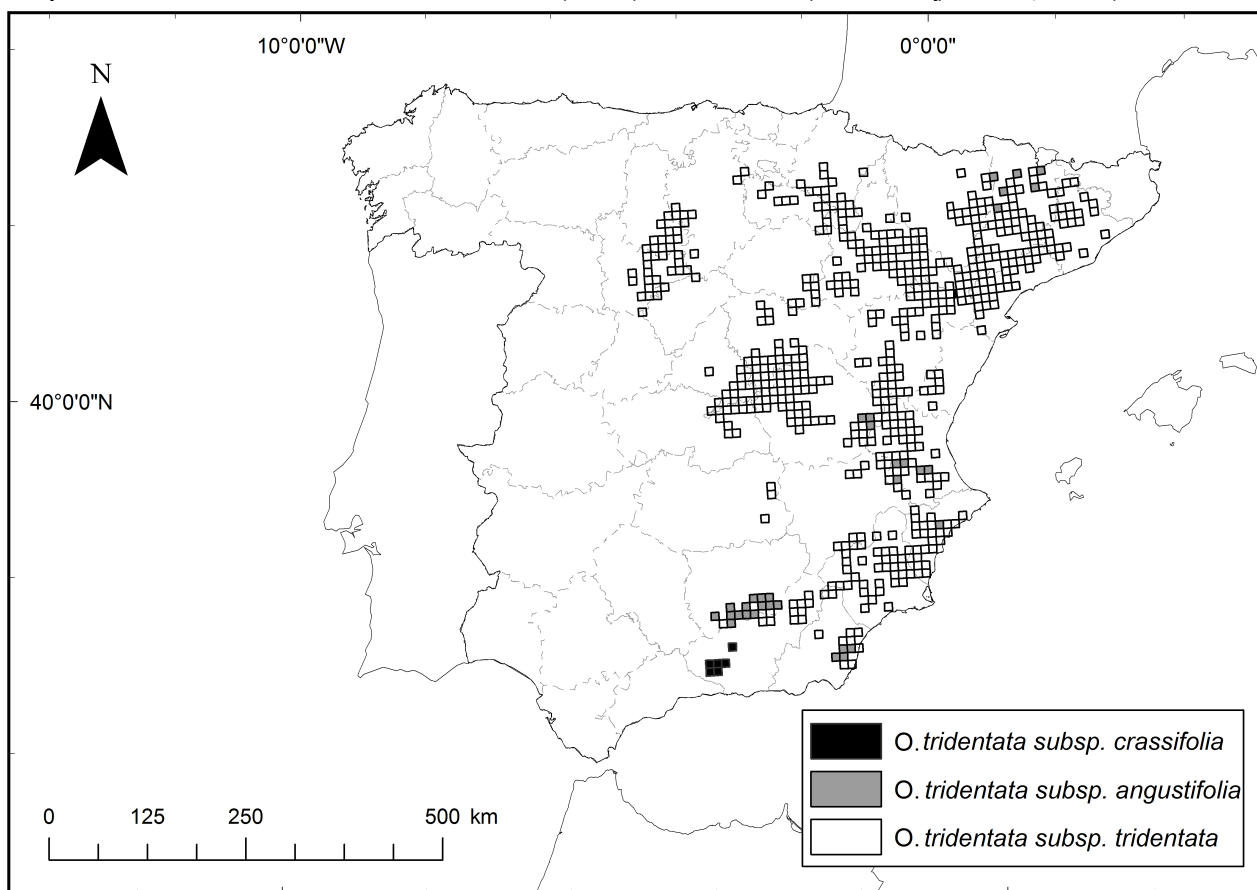 10°0'0"W 0°0'0"
N
40°0'0"N
O. tridentata subsp. crassifolia
O. tridentata subsp. angustifolia
O. tridentata subsp. tridentata
0 125 250 500 km